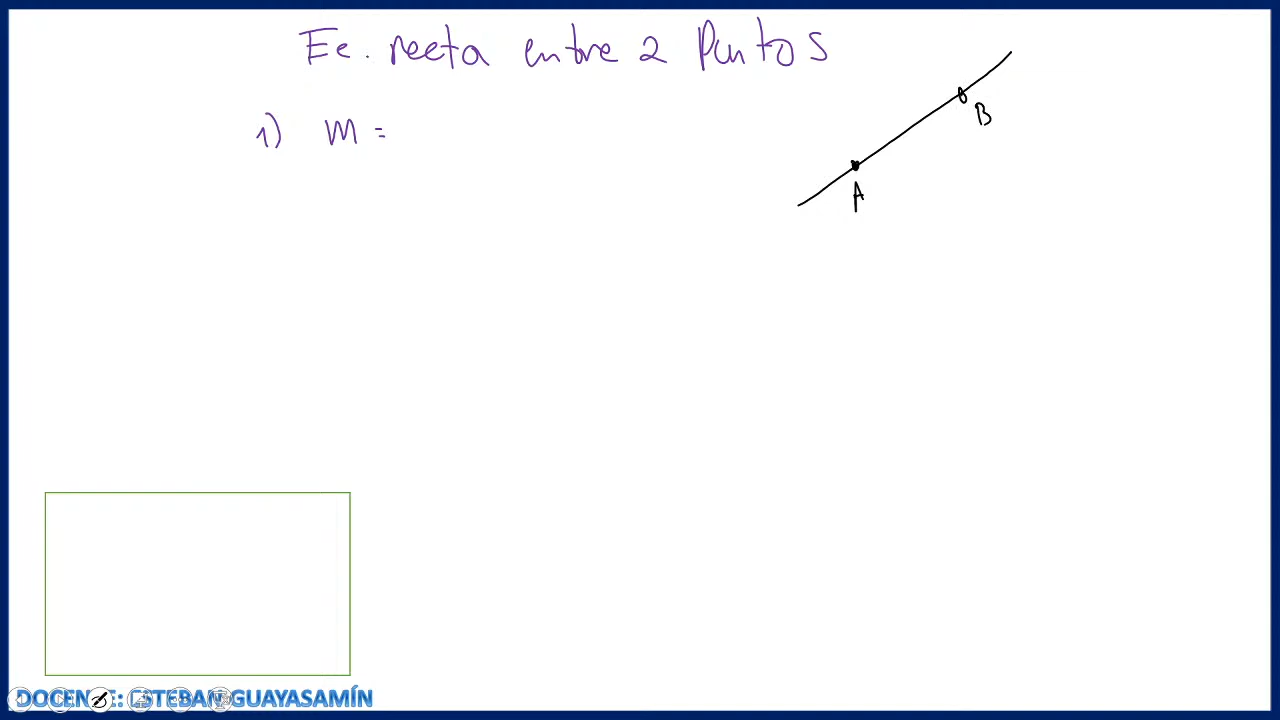 Ec. recta entre 2 Puntos
1) m =
B
A
DOCENTE: ESTEBAN GUAYASAMÍN